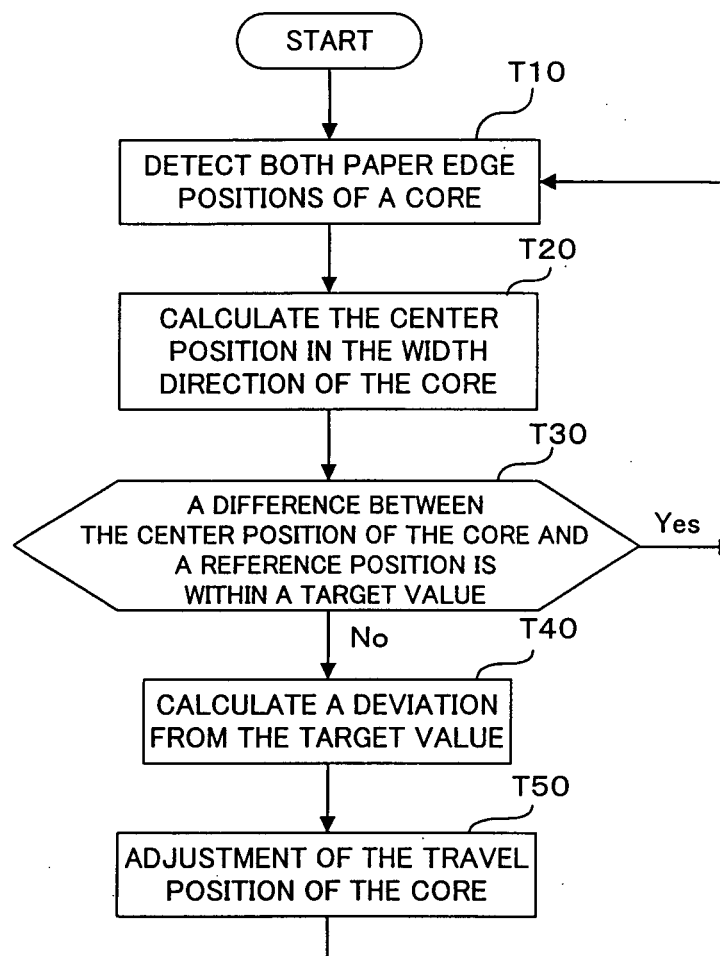 START
T10
DETECT BOTH PAPER EDGE
POSITIONS OF A CORE
T20
CALCULATE THE CENTER
POSITION IN THE WIDTH
DIRECTION OF THE CORE
T30
A DIFFERENCE BETWEEN
THE CENTER POSITION OF THE CORE AND
A REFERENCE POSITION IS
WITHIN A TARGET VALUE
Yes
No
T40
CALCULATE A DEVIATION
FROM THE TARGET VALUE
T50
ADJUSTMENT OF THE TRAVEL
POSITION OF THE CORE